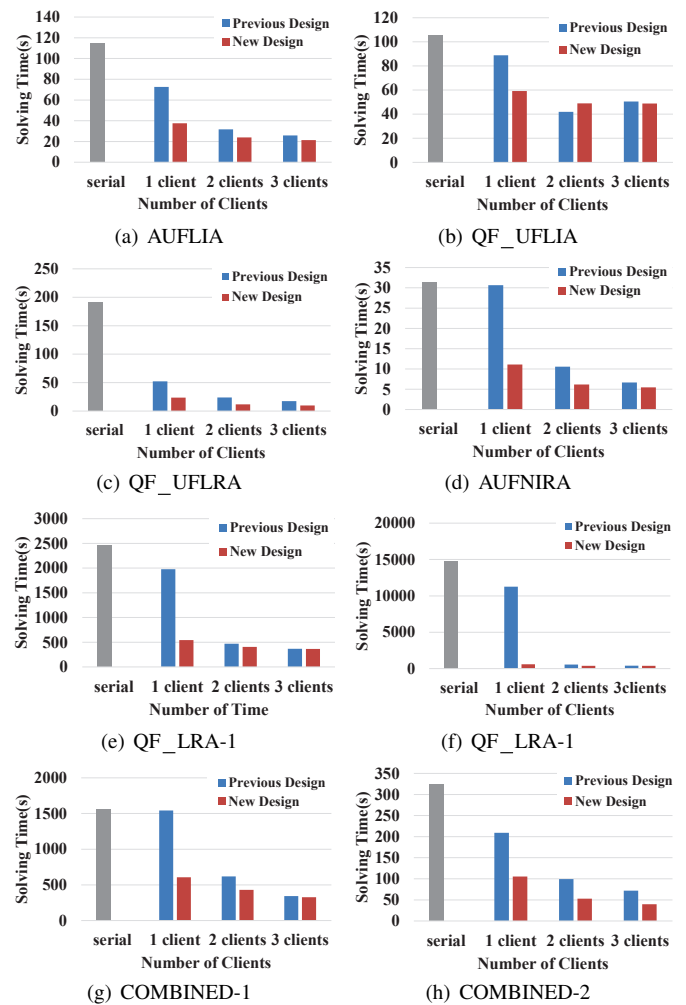 140
120
100
80
60
40
20
0
Solving Time(s)
Previous Design
New Design
serial 1 client 2 clients 3 clients
Number of Clients
(a) AUFLIA
120
100
80
60
40
20
0
Solving Time(s)
Previous Design
New Design
serial 1 client 2 clients 3 clients
Number of Clients
(b) QF_UFLIA
250
200
150
100
50
0
Solving Time(s)
Previous Design
New Design
serial 1 client 2 clients 3 clients
Number of Clients
(c) QF_UFLRA
35
30
25
20
15
10
5
0
Solving Time(s)
Previous Design
New Design
serial 1 client 2 clients 3 clients
Number of Clients
(d) AUFNIRA
3000
2500
2000
1500
1000
500
0
Solving Time(s)
Previous Design
New Design
serial 1 client 2 clients 3 clients
Number of Time
(e) QF_LRA-1
20000
15000
10000
5000
0
Solving Time(s)
Previous Design
New Design
serial 1 client 2 clients 3clients
Number of Clients
(f) QF_LRA-1
2000
1500
1000
500
0
Solving Time(s)
Previous Design
New Design
serial 1 client 2 clients 3 clients
Number of Clients
(g) COMBINED-1
350
300
250
200
150
100
50
0
Solving Time(s)
Previous Design
New Design
serial 1 client 2 clients 3 clients
Number of Clients
(h) COMBINED-2